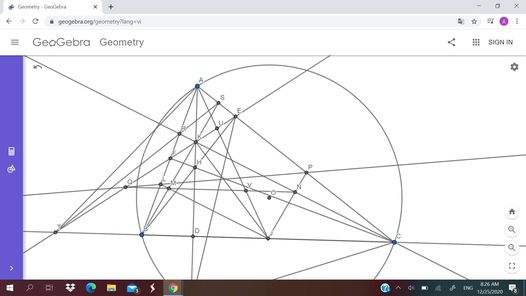 Geometry - GeoGebra
geogebra.org/geometry?lang=vi
GeoGebra Geometry
SIGN IN
A
S
E
U
R
K
H
P
L
M
Q
V
N
G
T
B
D
C
8:26 AM
ENG
12/25/2020